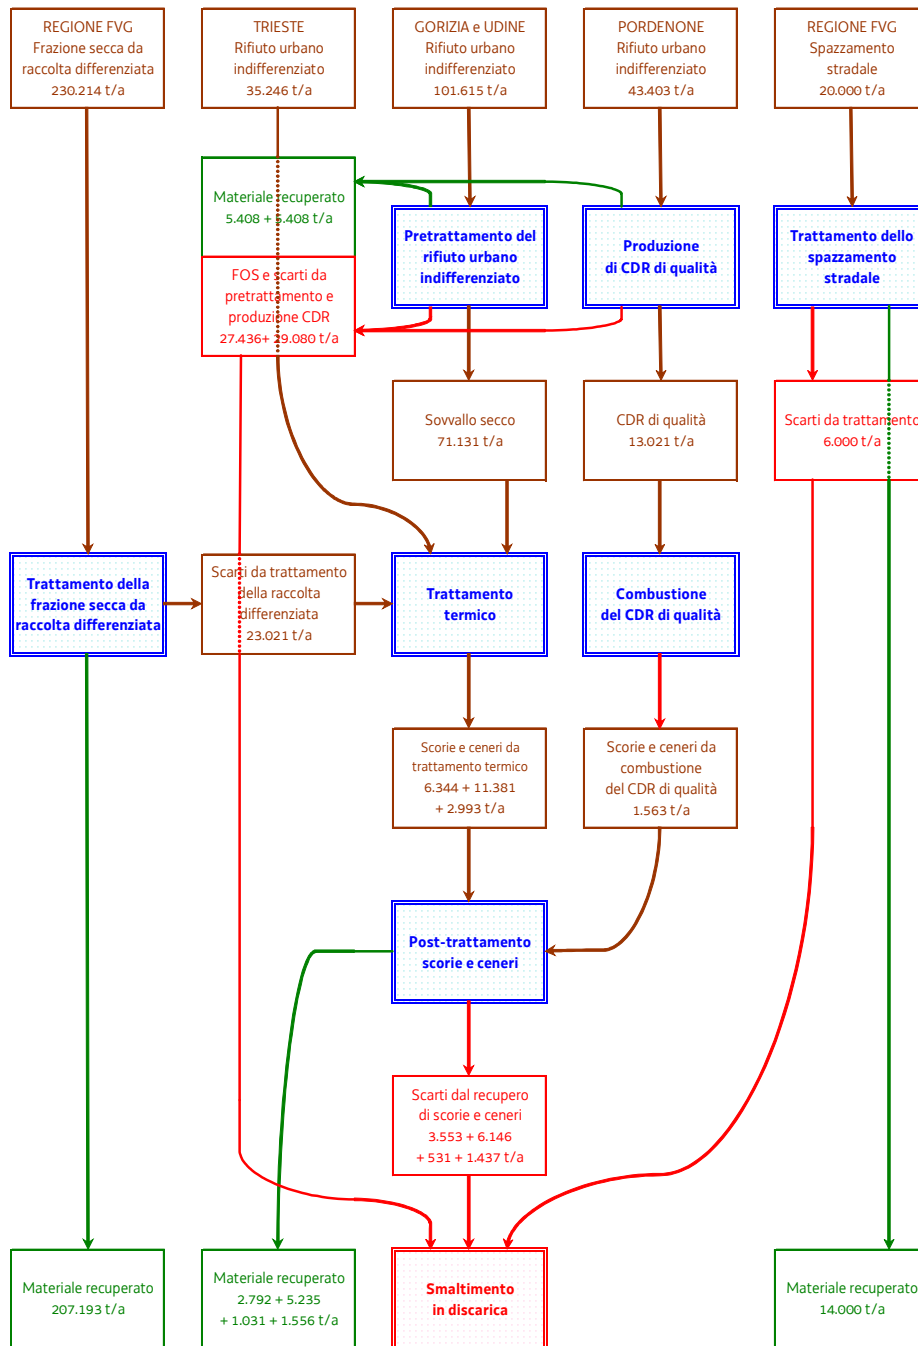 REGIONE FVG
Frazione secca da
raccolta differenziata
230.214 t/a
TRIESTE
Rifiuto urbano
indifferenziato
35.246 t/a
GORIZIA e UDINE
Rifiuto urbano
indifferenziato
101.615 t/a
PORDENONE
Rifiuto urbano
indifferenziato
43.403 t/a
REGIONE FVG
Spazzamento
stradale
20.000 t/a
Materiale recuperato
5.408 + 5.408 t/a
FOS e scarti da
pretrattamento e
produzione CDR
27.436+ 29.080 t/a
Pretrattamento del
rifiuto urbano
indifferenziato
Produzione
di CDR di qualità
Trattamento dello
spazzamento
stradale
Sovvallo secco
71.131 t/a
CDR di qualità
13.021 t/a
Scarti da trattamento
6.000 t/a
Trattamento della
frazione secca da
raccolta differenziata
Scarti da trattamento
della raccolta
differenziata
23.021 t/a
Trattamento
termico
Combustione
del CDR di qualità
Scorie e ceneri da
trattamento termico
6.344 + 11.381
+ 2.993 t/a
Scorie e ceneri da
combustione
del CDR di qualità
1.563 t/a
Post-trattamento
scorie e ceneri
Scarti dal recupero
di scorie e ceneri
3.553 + 6.146
+ 531 + 1.437 t/a
Materiale recuperato
207.193 t/a
Materiale recuperato
2.792 + 5.235
+ 1.031 + 1.556 t/a
Smaltimento
in discarica
Materiale recuperato
14.000 t/a